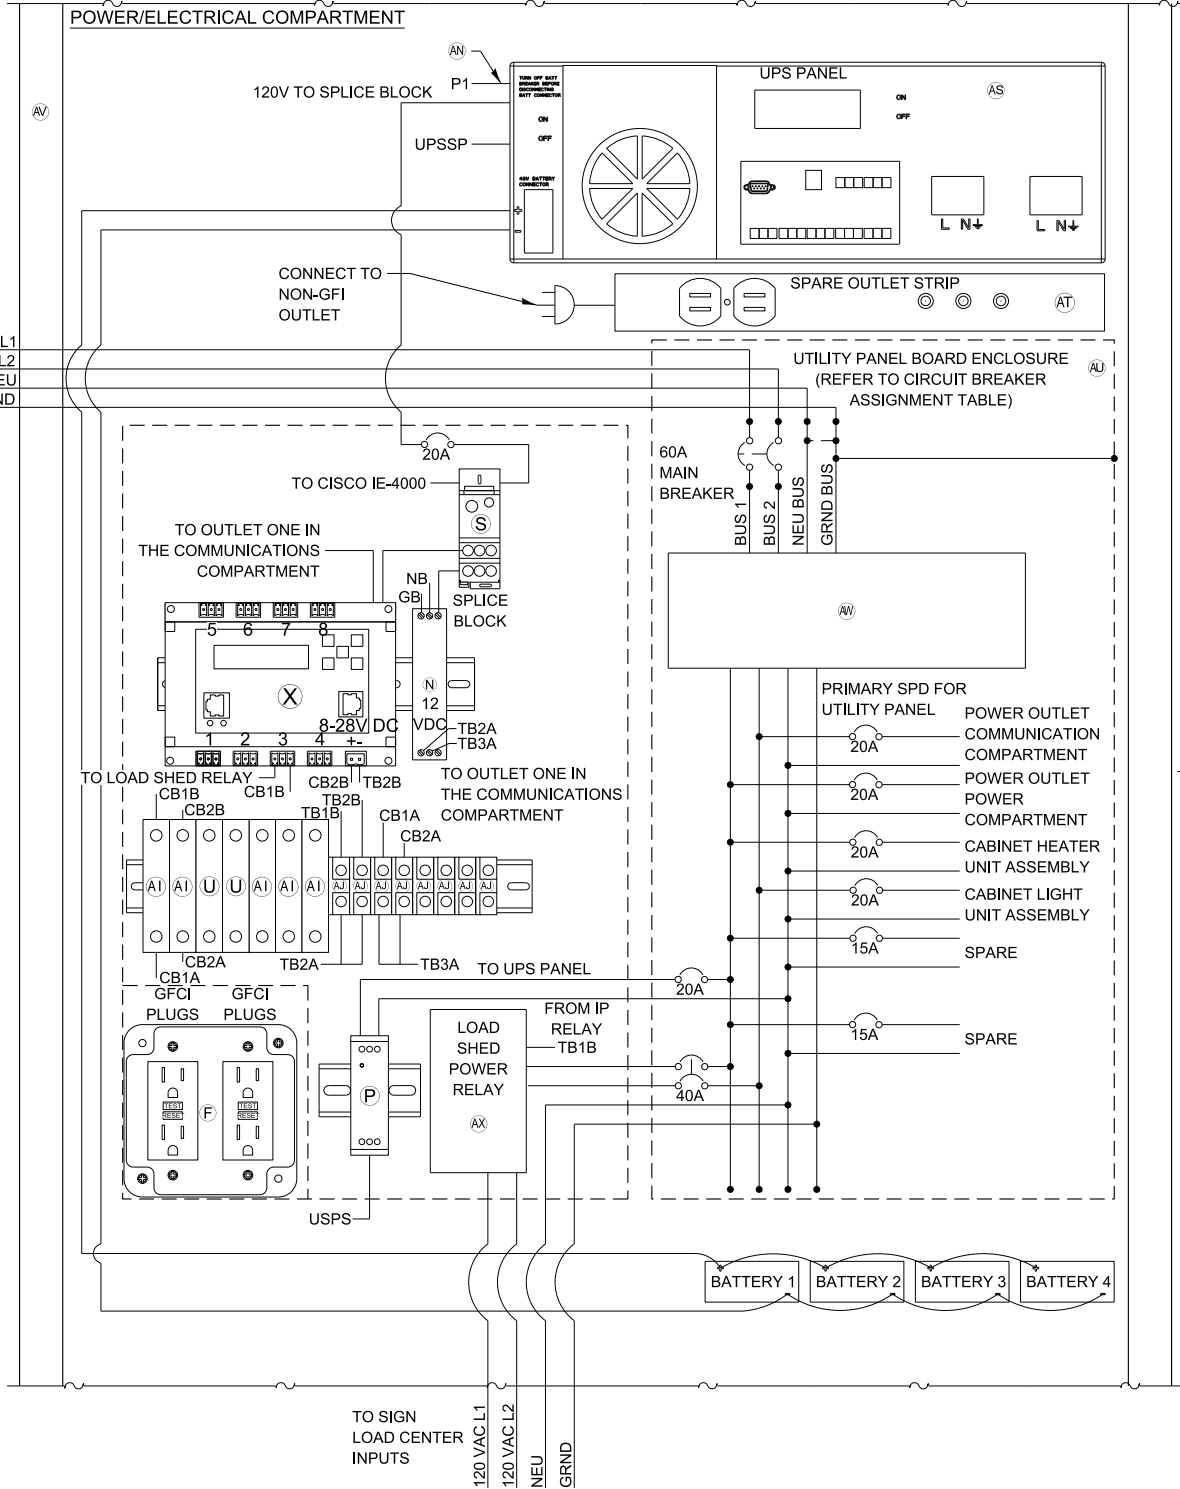 POWER/ELECTRICAL COMPARTMENT
AN
AV
P1
120V TO SPLICE BLOCK
UPSSP
TURN OFF BATT
BREAKER BEFORE
DISCONNECTING
BATT CONNECTOR
ON
OFF
48V BATTERY
CONNECTOR
+
-
UPS PANEL
ON
OFF
AS
L N
L N
CONNECT TO
NON-GFI
OUTLET
SPARE OUTLET STRIP
AT
L1
L2
EU
ND
UTILITY PANEL BOARD ENCLOSURE
(REFER TO CIRCUIT BREAKER
ASSIGNMENT TABLE)
AU
20A
60A
MAIN
BREAKER
BUS 1
BUS 2
NEU BUS
GRND BUS
TO CISCO IE-4000
S
TO OUTLET ONE IN
THE COMMUNICATIONS
COMPARTMENT
NB
GB
SPLICE
BLOCK
AW
5 6 7 8
X
8-28V DC
1 2 3 4 +-
N
12
VDC
TB2A
TB3A
PRIMARY SPD FOR
UTILITY PANEL
POWER OUTLET
COMMUNICATION
COMPARTMENT
20A
TO LOAD SHED RELAY
CB1B
CB2B
TB2B
TO OUTLET ONE IN
THE COMMUNICATIONS
COMPARTMENT
POWER OUTLET
POWER
COMPARTMENT
20A
CB1B
CB2B
TB2B
TB1B
CB1A
CB2A
CABINET HEATER
UNIT ASSEMBLY
20A
AI AI U U AI AI AI
AJ AJ AJ AJ AJ AJ AJ AJ
CABINET LIGHT
UNIT ASSEMBLY
20A
CB2A
CB1A
TB2A
TB3A
15A
SPARE
TO UPS PANEL
20A
GFCI
PLUGS
GFCI
PLUGS
FROM IP
RELAY
TB1B
LOAD
SHED
POWER
RELAY
AX
15A
SPARE
40A
TEST
RESET
TEST
RESET
F
P
USPS
+ + + +
BATTERY 1
BATTERY 2
BATTERY 3
BATTERY 4
- - - -
TO SIGN
LOAD CENTER
INPUTS
120 VAC L1
120 VAC L2
NEU
GRND